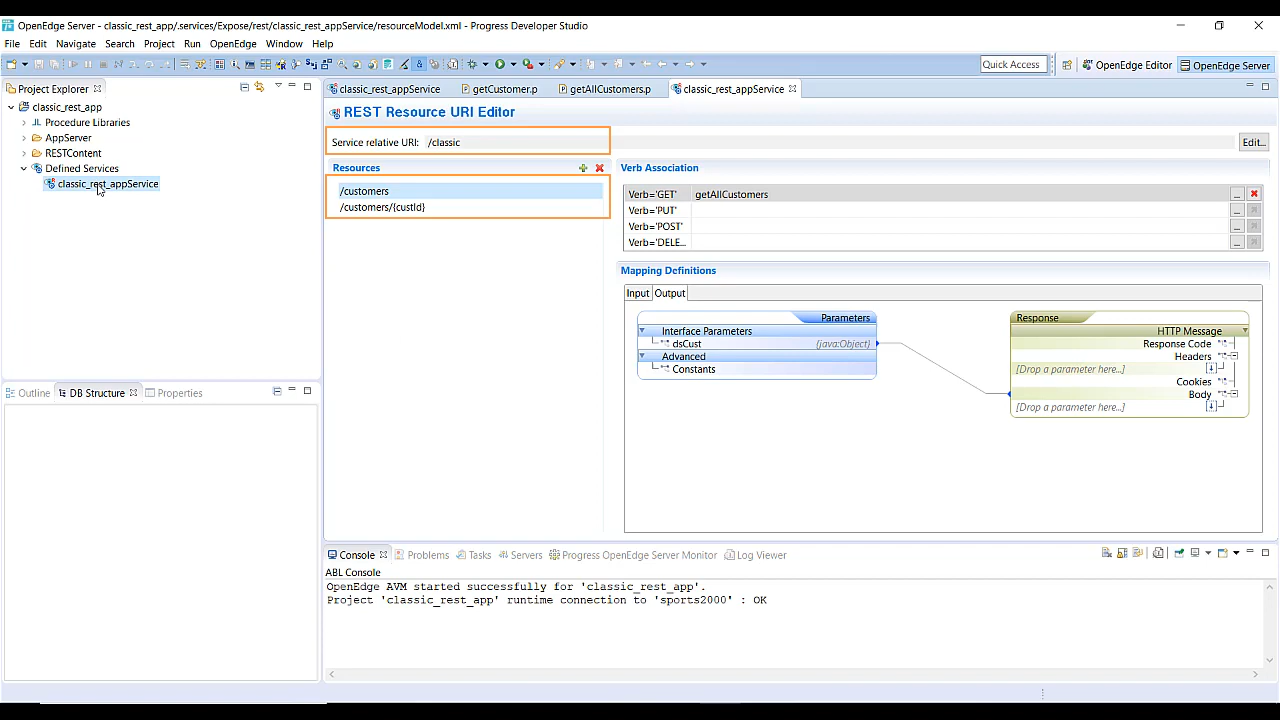 OpenEdge Server - classic_rest_app/.services/Expose/rest/classic_rest_appService/resourceModel.xml - Progress Developer Studio
File Edit Navigate Search Project Run OpenEdge Window Help
Quick Access
OpenEdge Editor
OpenEdge Server
Project Explorer
classic_rest_app
Procedure Libraries
AppServer
RESTContent
Defined Services
classic_rest_appService
Outline
DB Structure
Properties
classic_rest_appService
getCustomer.p
getAllCustomers.p
classic_rest_appService
REST Resource URI Editor
Service relative URI: /classic
Edit...
Resources
/customers
/customers/{custId}
Verb Association
Verb='GET' getAllCustomers ...
Verb='PUT' ...
Verb='POST' ...
Verb='DELE... ...
Mapping Definitions
Input Output
Parameters
Interface Parameters
dsCust {java:Object}
Advanced
Constants
Response
HTTP Message
Response Code
Headers
[Drop a parameter here...]
Cookies
Body
[Drop a parameter here...]
Console
Problems
Tasks
Servers
Progress OpenEdge Server Monitor
Log Viewer
ABL Console
OpenEdge AVM started successfully for 'classic_rest_app'.
Project 'classic_rest_app' runtime connection to 'sports2000' : OK